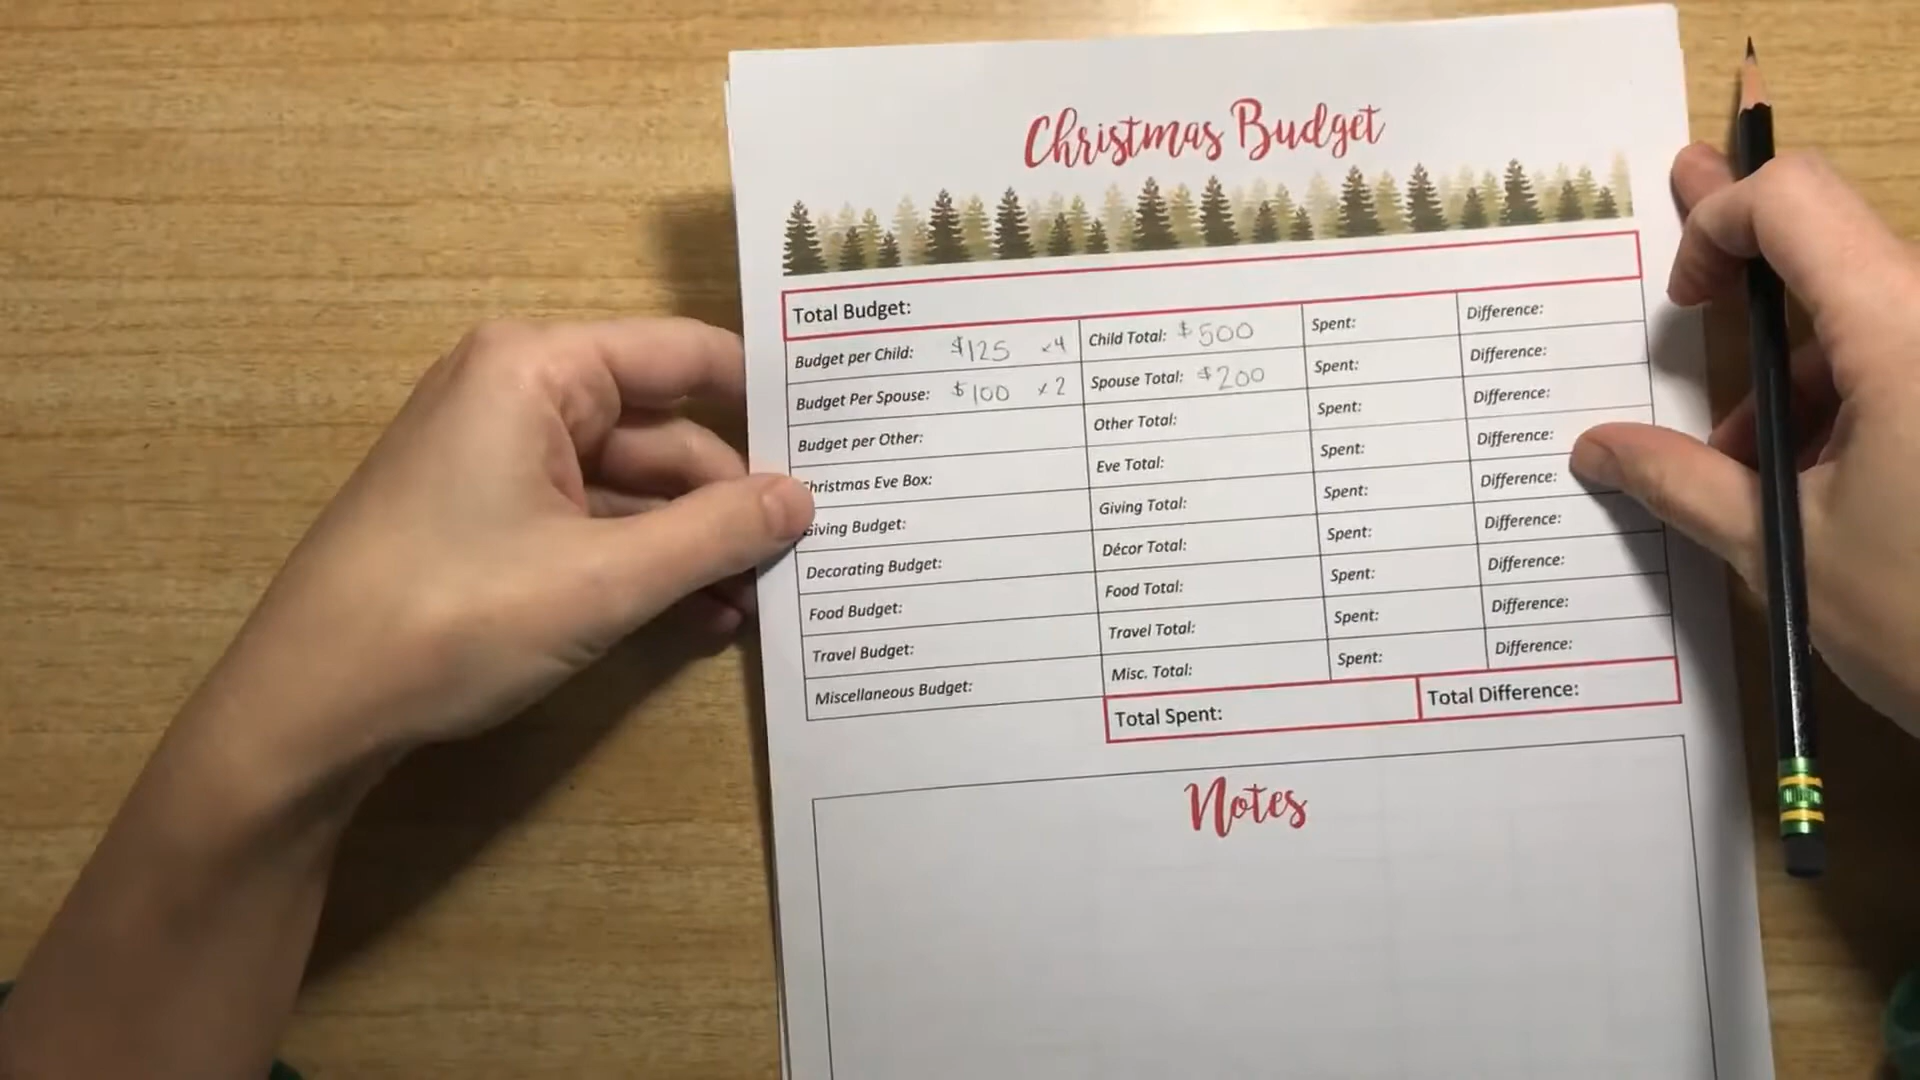 Christmas Budget
Total Budget:
Budget per Child: $125 x4 Child Total: $500 Spent: Difference:
Budget Per Spouse: $100 x2 Spouse Total: $200 Spent: Difference:
Budget per Other: Other Total: Spent: Difference:
Christmas Eve Box: Eve Total: Spent: Difference:
Giving Budget: Giving Total: Spent: Difference:
Decorating Budget: Décor Total: Spent: Difference:
Food Budget: Food Total: Spent: Difference:
Travel Budget: Travel Total: Spent: Difference:
Miscellaneous Budget: Misc. Total: Spent: Difference:
Total Spent: Total Difference:
Notes